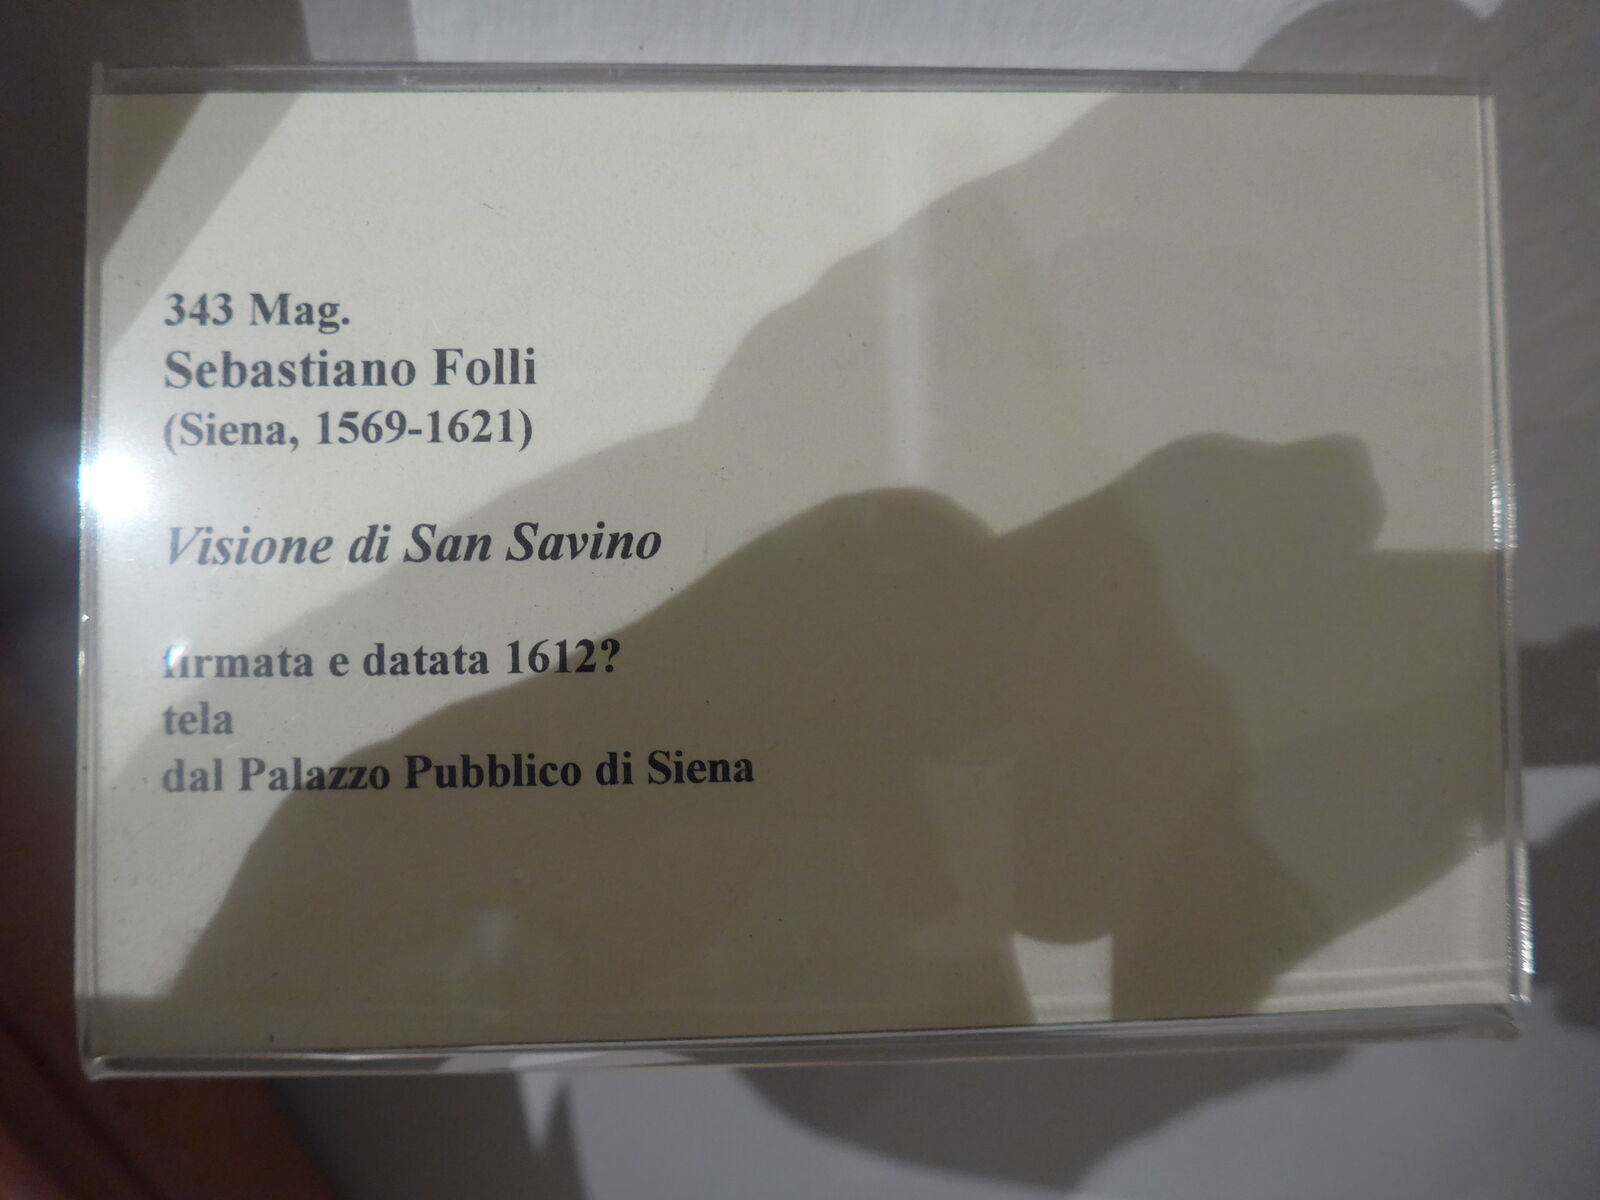 343 Mag.
Sebastiano Folli
(Siena, 1569-1621)
Visione di San Savino
firmata e datata 1612?
tela
dal Palazzo Pubblico di Siena